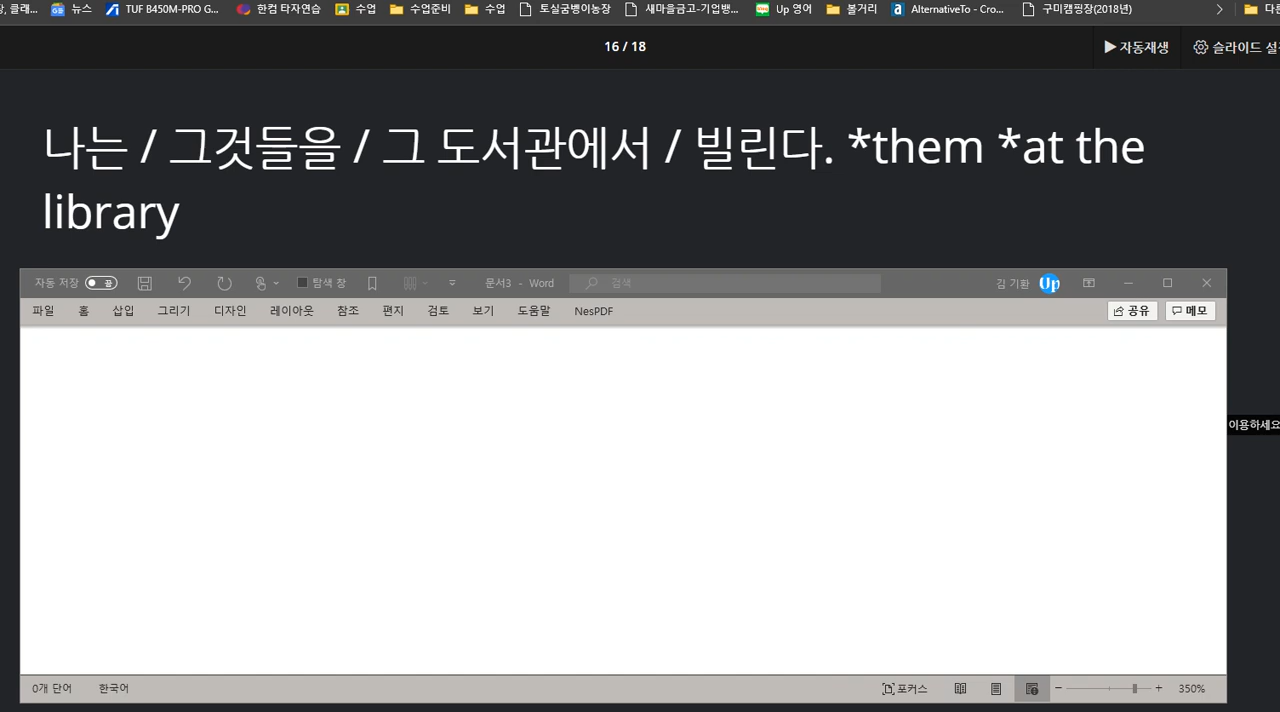 뉴스 TUF B450M-PRO G... 한컴 타자연습 수업 수업준비 수업 토실굼벵이농장 새마을금고-기업뱅... Up 영어 볼거리 AlternativeTo - Cro... 구미캠핑장(2018년)
16 / 18
자동재생
슬라이드
나는 / 그것들을 / 그 도서관에서 / 빌린다. *them *at the
library
자동 저장 끔 탐색 창 문서3 - Word 검색 김 기환 Up
파일 홈 삽입 그리기 디자인 레이아웃 참조 편지 검토 보기 도움말 NesPDF 공유 메모
이용하세요
0개 단어 한국어 포커스 350%